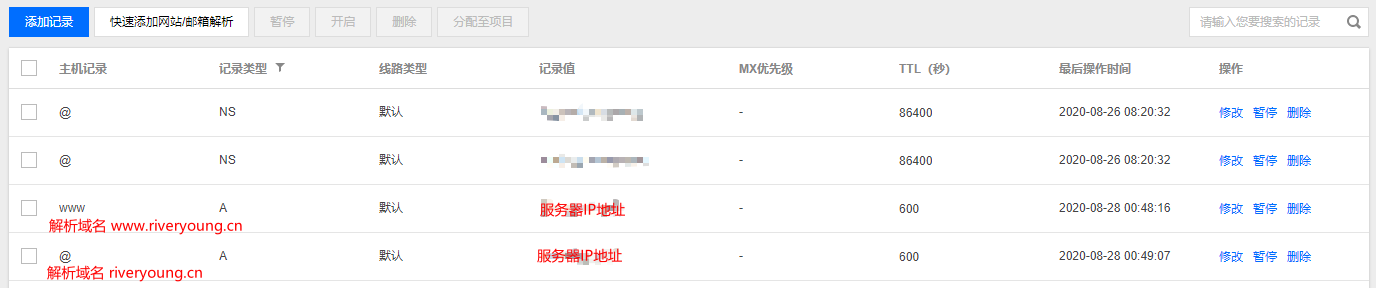 添加记录 快速添加网站/邮箱解析 暂停 开启 删除 分配至项目 请输入您要搜索的记录
主机记录 记录类型 线路类型 记录值 MX优先级 TTL（秒） 最后操作时间 操作
@ NS 默认 - 86400 2020-08-26 08:20:32 修改 暂停 删除
@ NS 默认 - 86400 2020-08-26 08:20:32 修改 暂停 删除
www A 默认 服务器IP地址 - 600 2020-08-28 00:48:16 修改 暂停 删除
解析域名 www.riveryoung.cn
@ A 默认 服务器IP地址 - 600 2020-08-28 00:49:07 修改 暂停 删除
解析域名 riveryoung.cn